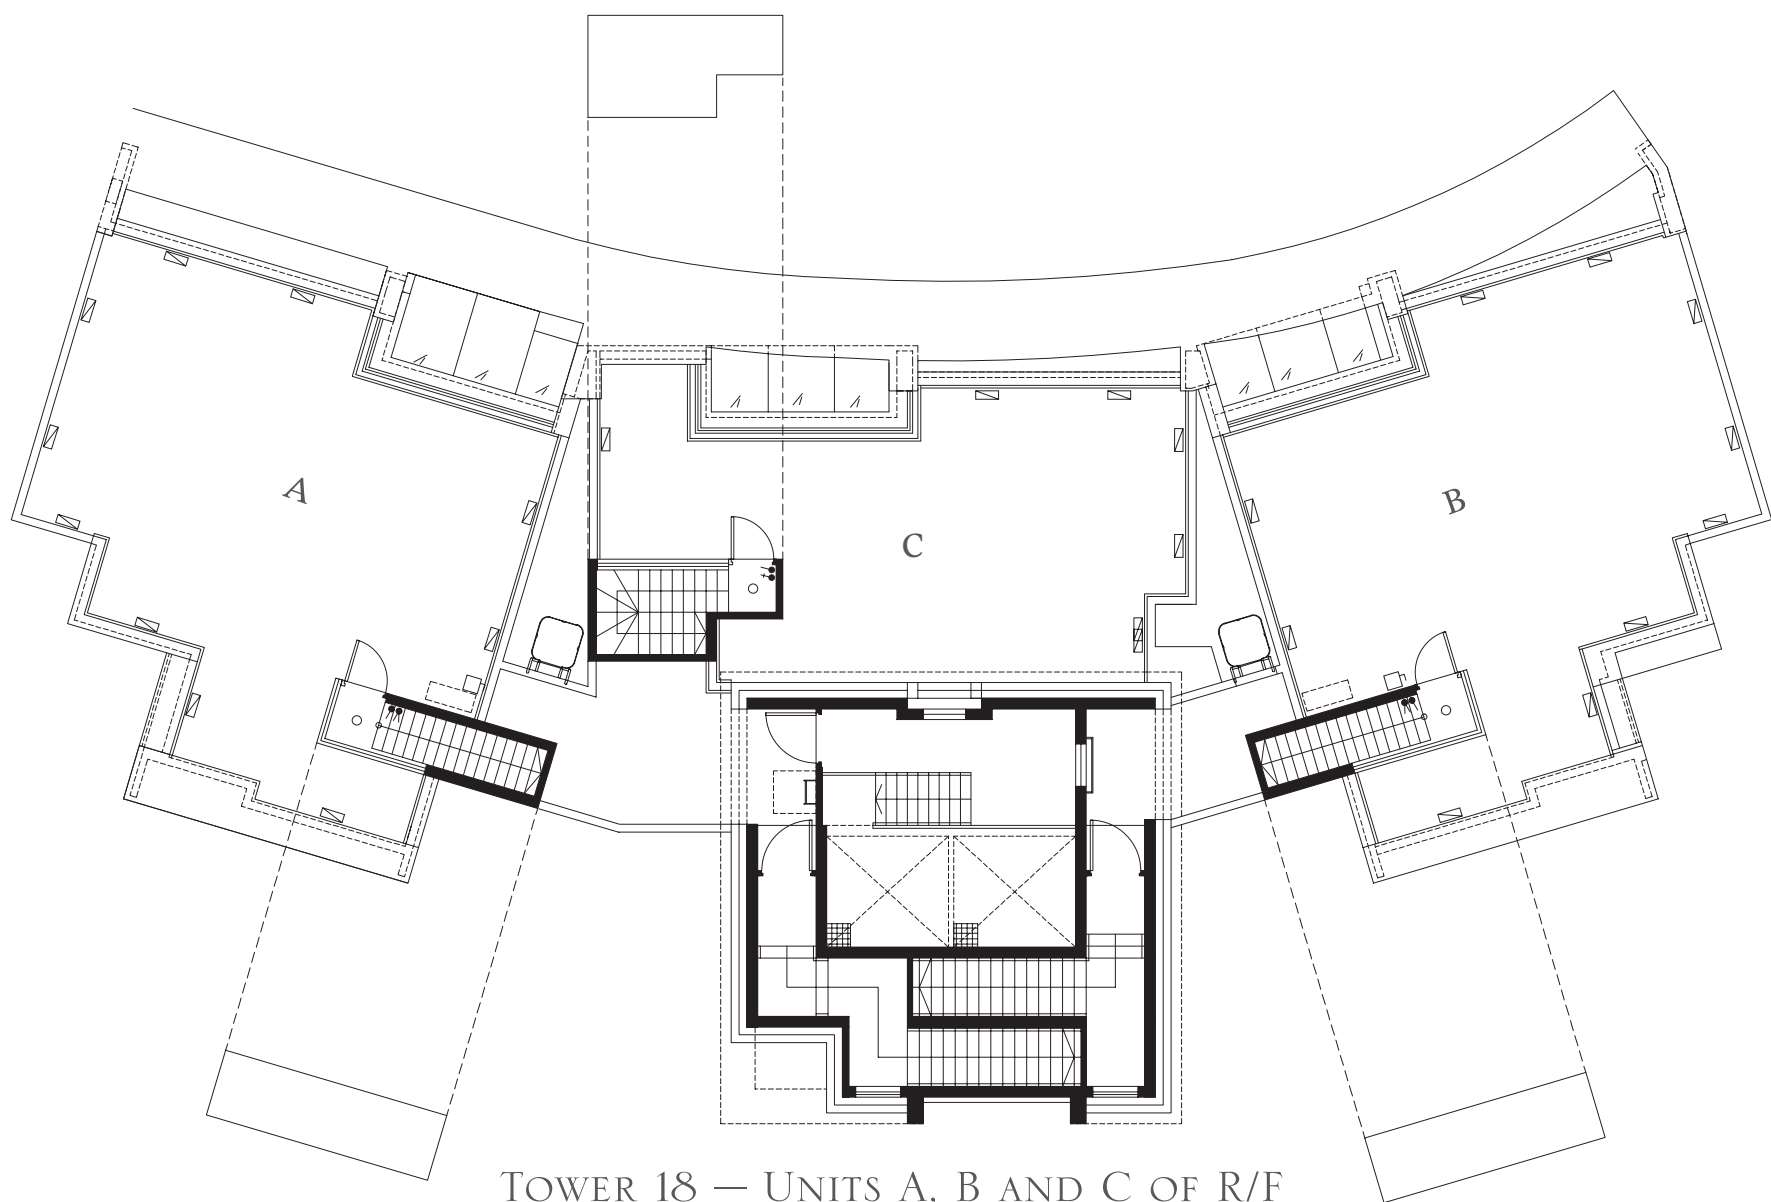 A
B
C
TOWER 18 — UNITS A, B AND C OF R/F